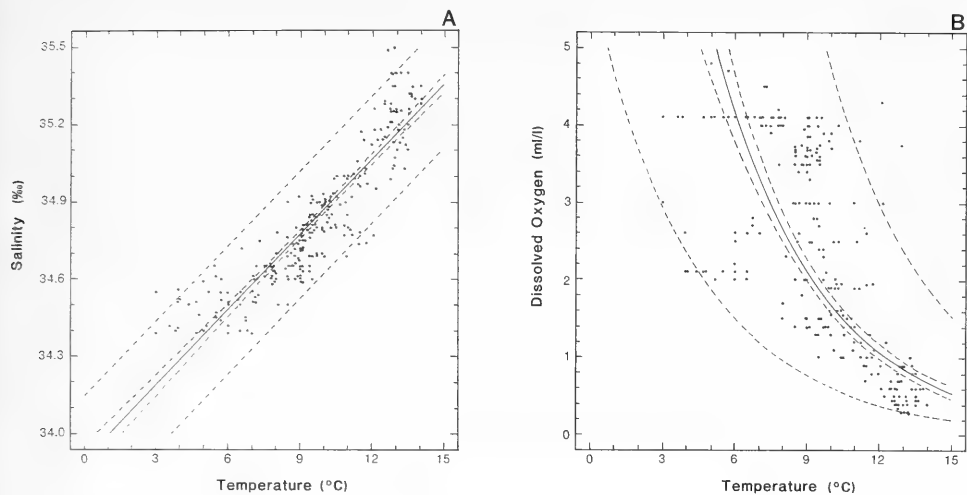 A
Salinity (‰)
35.5
35.2
34.9
34.6
34.3
34.0
0 3 6 9 12 15
Temperature (°C)
B
Dissolved Oxygen (ml/l)
5
4
3
2
1
0
0 3 6 9 12 15
Temperature (°C)